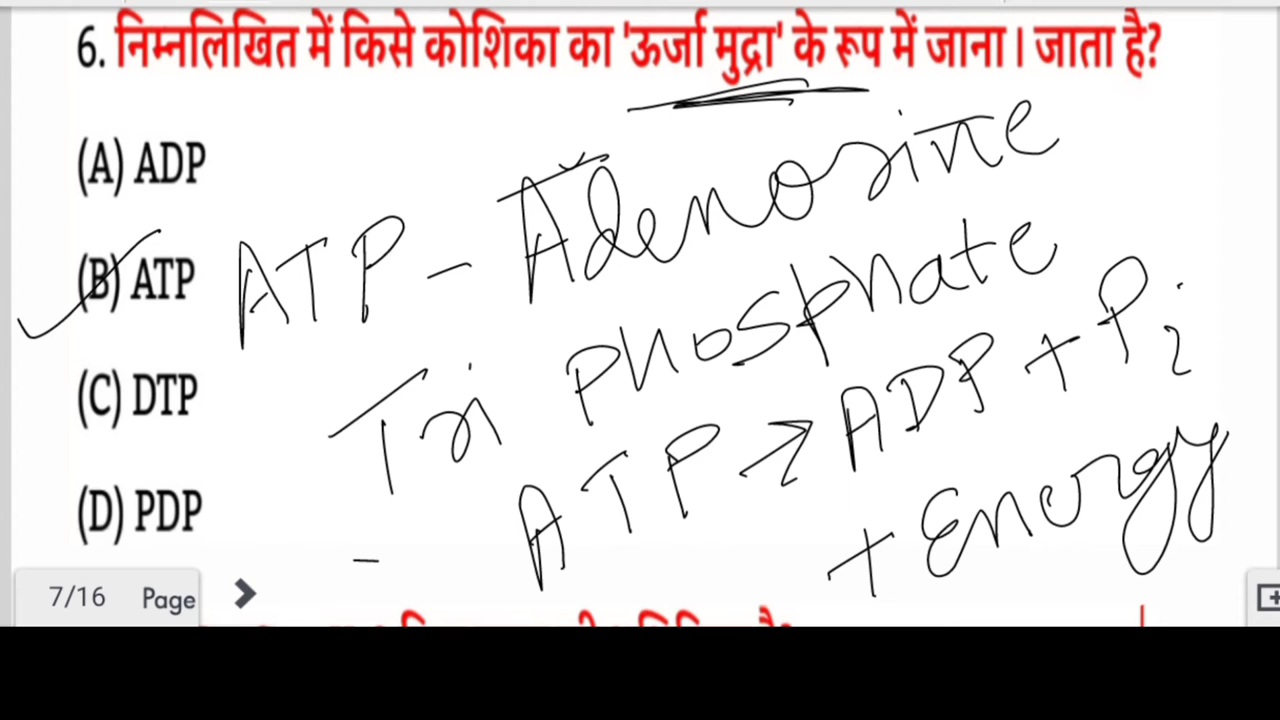 6. निम्नलिखित में किसे कोशिका का 'ऊर्जा मुद्रा' के रूप में जाना। जाता है?
(A) ADP
(B) ATP
(C) DTP
(D) PDP
ATP - Adenosine
Tri phosphate
ATP → ADP + Pi
+ Energy
7/16 Page